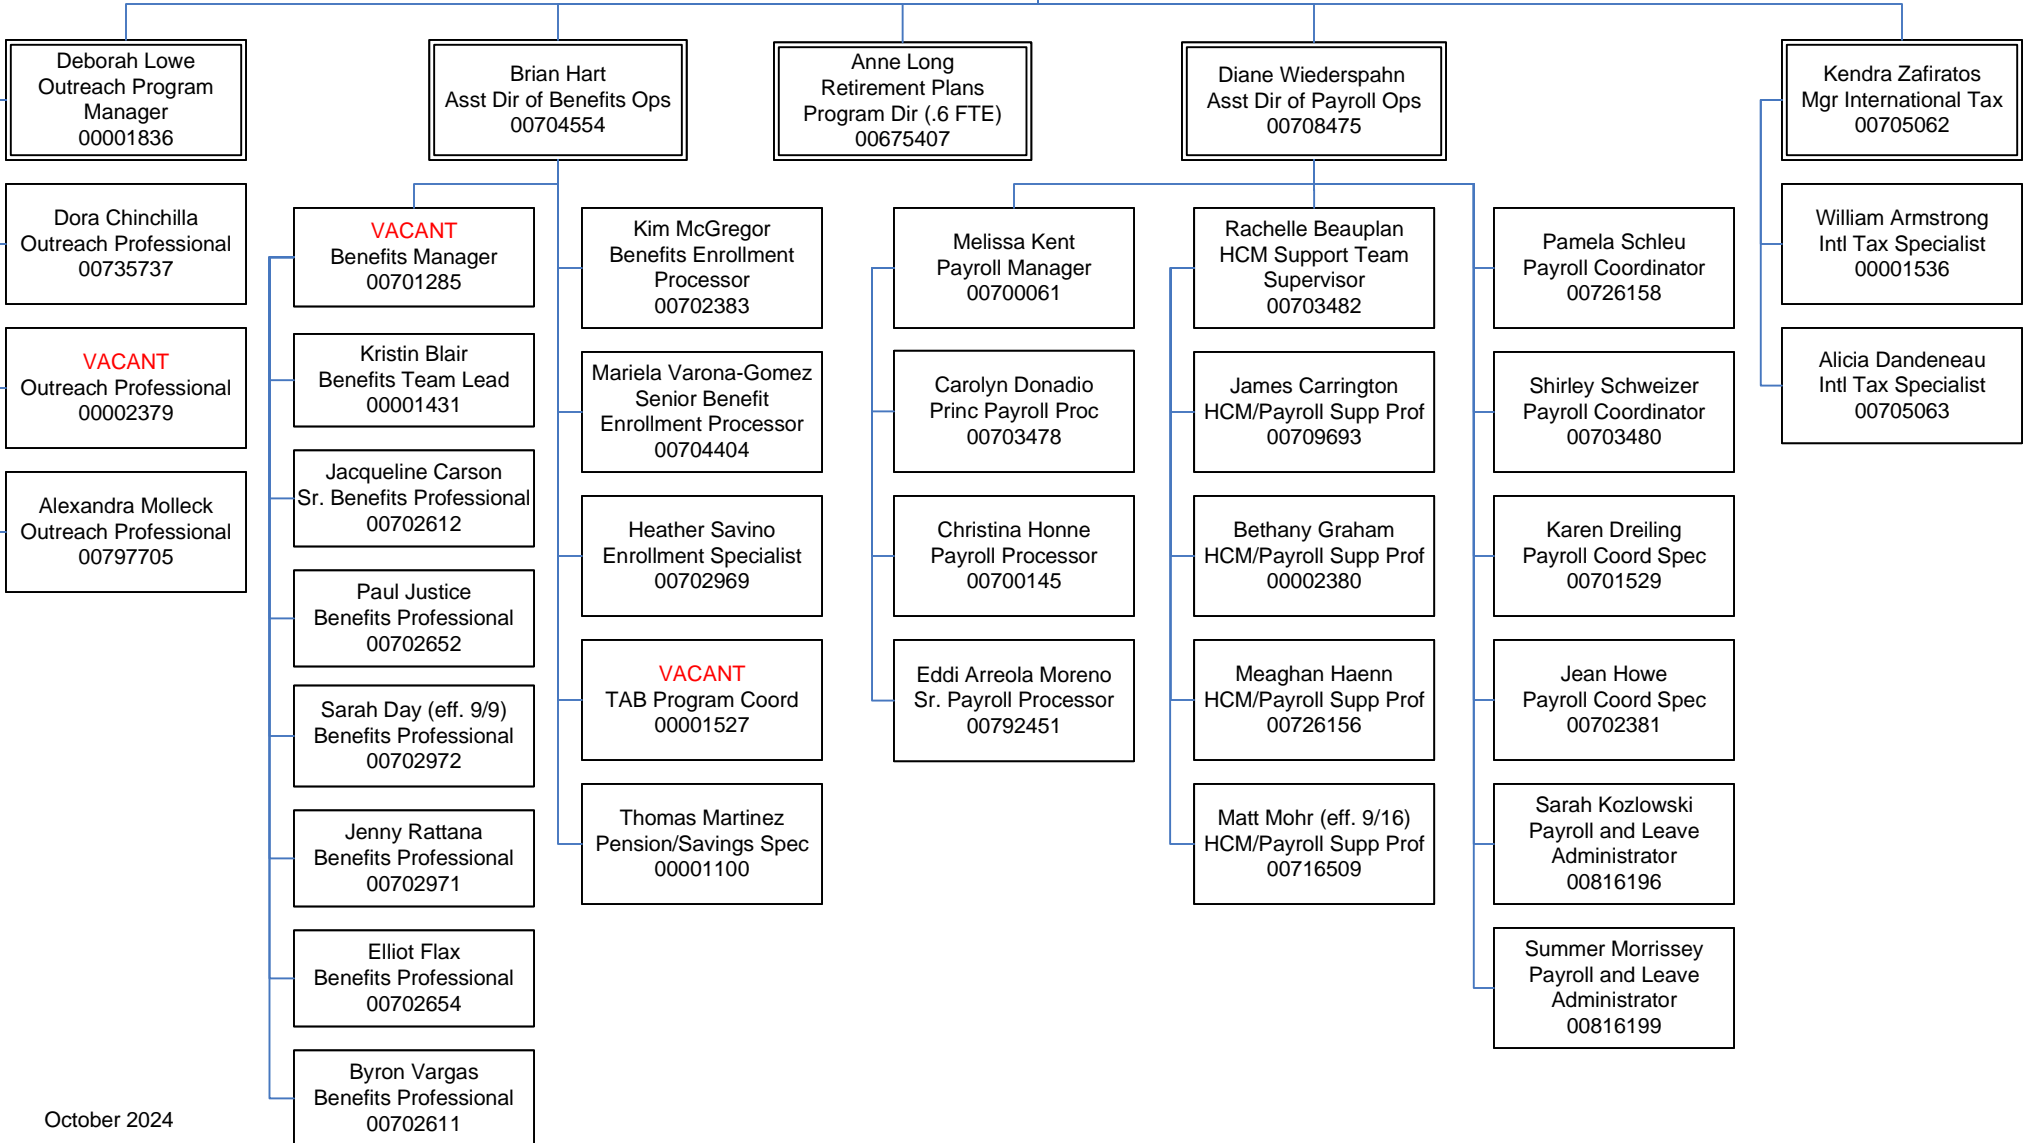 Deborah Lowe
Outreach Program
Manager
00001836
Brian Hart
Asst Dir of Benefits Ops
00704554
Anne Long
Retirement Plans
Program Dir (.6 FTE)
00675407
Diane Wiederspahn
Asst Dir of Payroll Ops
00708475
Kendra Zafiratos
Mgr International Tax
00705062
Dora Chinchilla
Outreach Professional
00735737
VACANT
Outreach Professional
00002379
Alexandra Molleck
Outreach Professional
00797705
VACANT
Benefits Manager
00701285
Kristin Blair
Benefits Team Lead
00001431
Jacqueline Carson
Sr. Benefits Professional
00702612
Paul Justice
Benefits Professional
00702652
Sarah Day (eff. 9/9)
Benefits Professional
00702972
Jenny Rattana
Benefits Professional
00702971
Elliot Flax
Benefits Professional
00702654
Byron Vargas
Benefits Professional
00702611
Kim McGregor
Benefits Enrollment
Processor
00702383
Mariela Varona-Gomez
Senior Benefit
Enrollment Processor
00704404
Heather Savino
Enrollment Specialist
00702969
VACANT
TAB Program Coord
00001527
Thomas Martinez
Pension/Savings Spec
00001100
Melissa Kent
Payroll Manager
00700061
Carolyn Donadio
Princ Payroll Proc
00703478
Christina Honne
Payroll Processor
00700145
Eddi Arreola Moreno
Sr. Payroll Processor
00792451
Rachelle Beauplan
HCM Support Team
Supervisor
00703482
James Carrington
HCM/Payroll Supp Prof
00709693
Bethany Graham
HCM/Payroll Supp Prof
00002380
Meaghan Haenn
HCM/Payroll Supp Prof
00726156
Matt Mohr (eff. 9/16)
HCM/Payroll Supp Prof
00716509
Pamela Schleu
Payroll Coordinator
00726158
Shirley Schweizer
Payroll Coordinator
00703480
Karen Dreiling
Payroll Coord Spec
00701529
Jean Howe
Payroll Coord Spec
00702381
Sarah Kozlowski
Payroll and Leave
Administrator
00816196
Summer Morrissey
Payroll and Leave
Administrator
00816199
William Armstrong
Intl Tax Specialist
00001536
Alicia Dandeneau
Intl Tax Specialist
00705063
October 2024